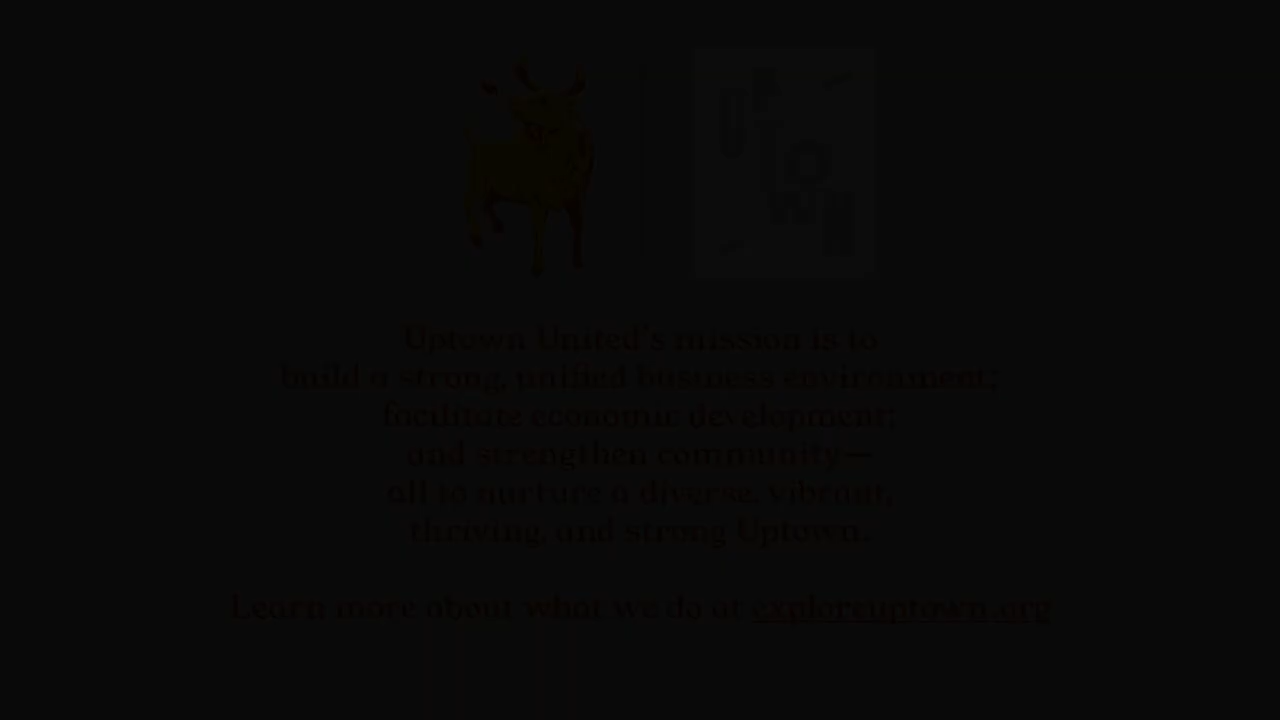 UPTOWN
Uptown United's mission is to
build a strong, unified business environment;
facilitate economic development;
and strengthen community—
all to nurture a diverse, vibrant,
thriving, and strong Uptown.
Learn more about what we do at exploreuptown.org